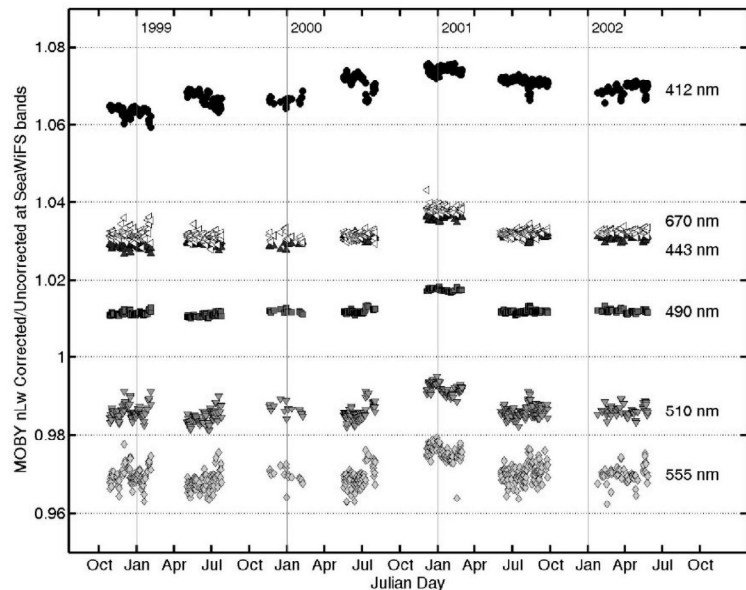 1999 2000 2001 2002
1.08
1.06
1.04
1.02
1
0.98
0.96
MOBY nLw Corrected/Uncorrected at SeaWiFS bands
412 nm
670 nm
443 nm
490 nm
510 nm
555 nm
Oct Jan Apr Jul Oct Jan Apr Jul Oct Jan Apr Jul Oct Jan Apr Jul Oct
Julian Day